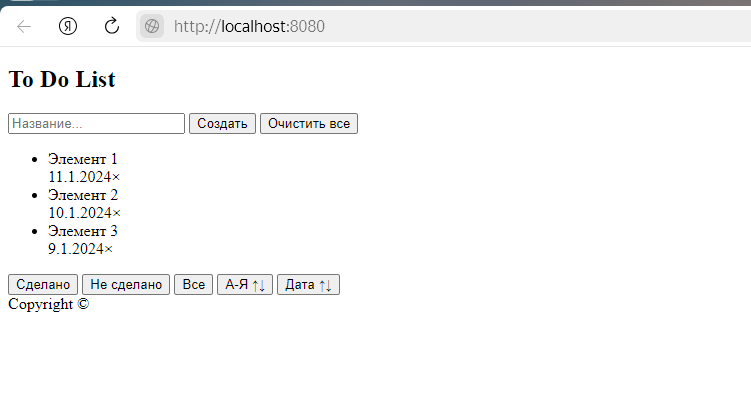 http://localhost:8080
To Do List
Название... Создать Очистить все
Элемент 1
11.1.2024×
Элемент 2
10.1.2024×
Элемент 3
9.1.2024×
Сделано Не сделано Все А-Я ↑↓ Дата ↑↓
Copyright ©